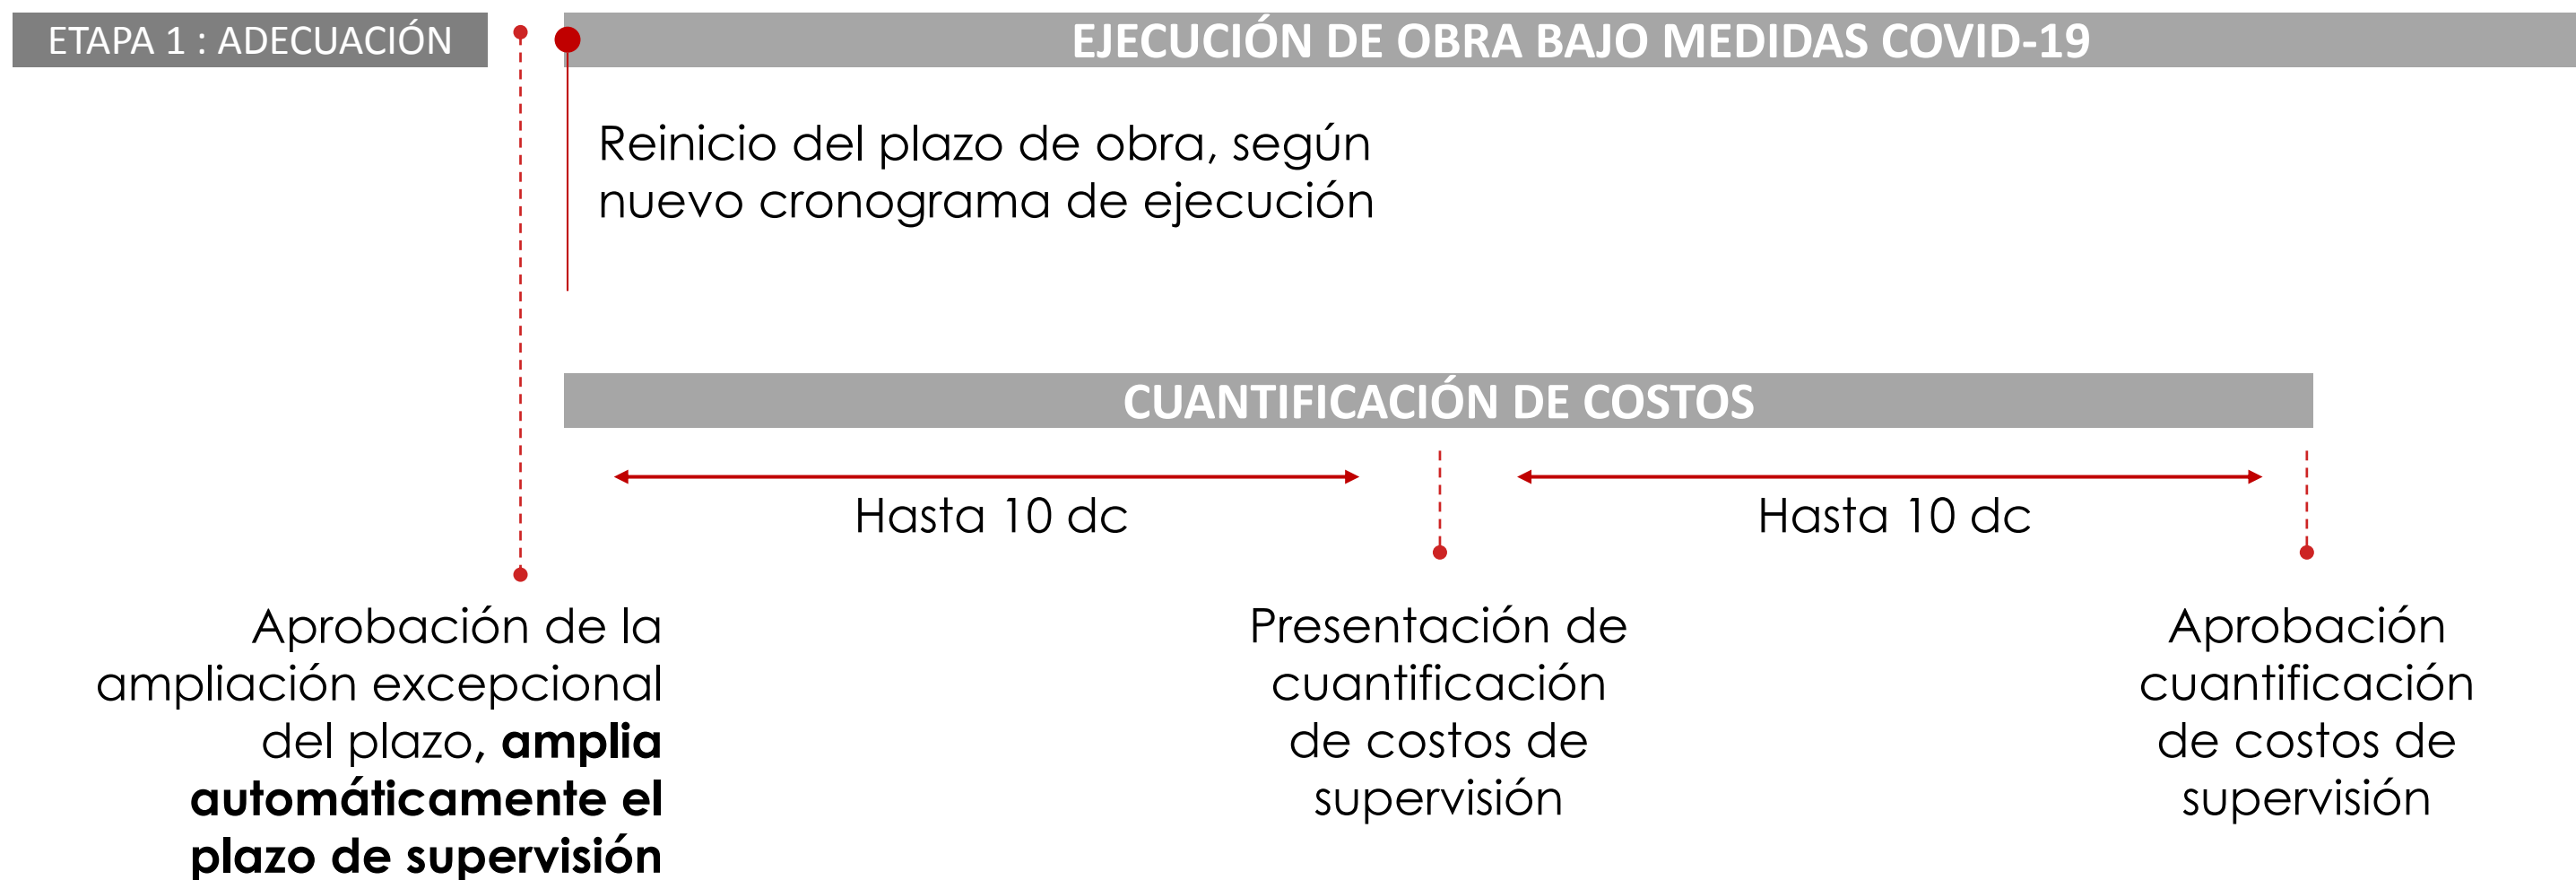 ETAPA 1 : ADECUACIÓN
EJECUCIÓN DE OBRA BAJO MEDIDAS COVID-19
Reinicio del plazo de obra, según
nuevo cronograma de ejecución
CUANTIFICACIÓN DE COSTOS
Hasta 10 dc
Hasta 10 dc
Aprobación de la
ampliación excepcional
del plazo, amplia
automáticamente el
plazo de supervisión
Presentación de
cuantificación
de costos de
supervisión
Aprobación
cuantificación
de costos de
supervisión